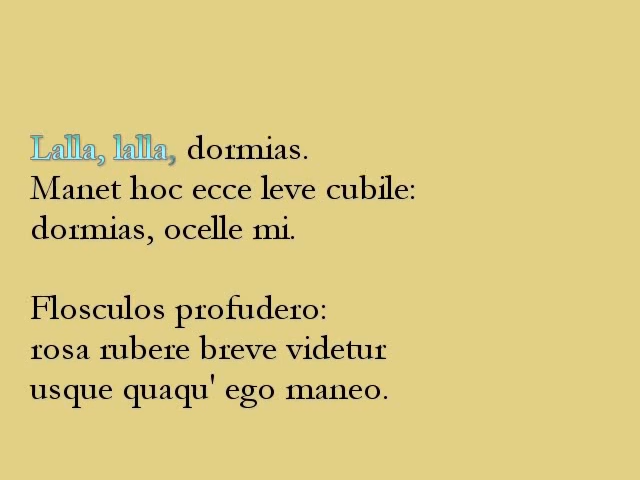 Lalla, lalla, dormias.
Manet hoc ecce leve cubile:
dormias, ocelle mi.
Flosculos profudero:
rosa rubere breve videtur
usque quaqu' ego maneo.